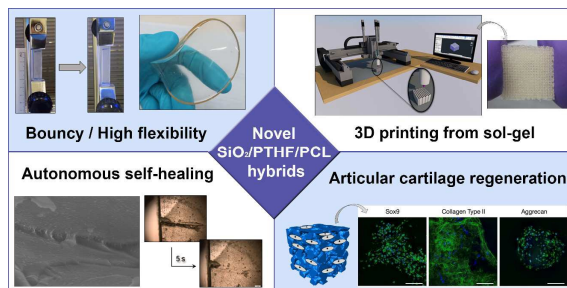 Bouncy / High flexibility
Novel
SiO₂/PTHF/PCL
hybrids
3D printing from sol-gel
Autonomous self-healing
5 s
Articular cartilage regeneration
Sox9
Collagen Type II
Aggrecan